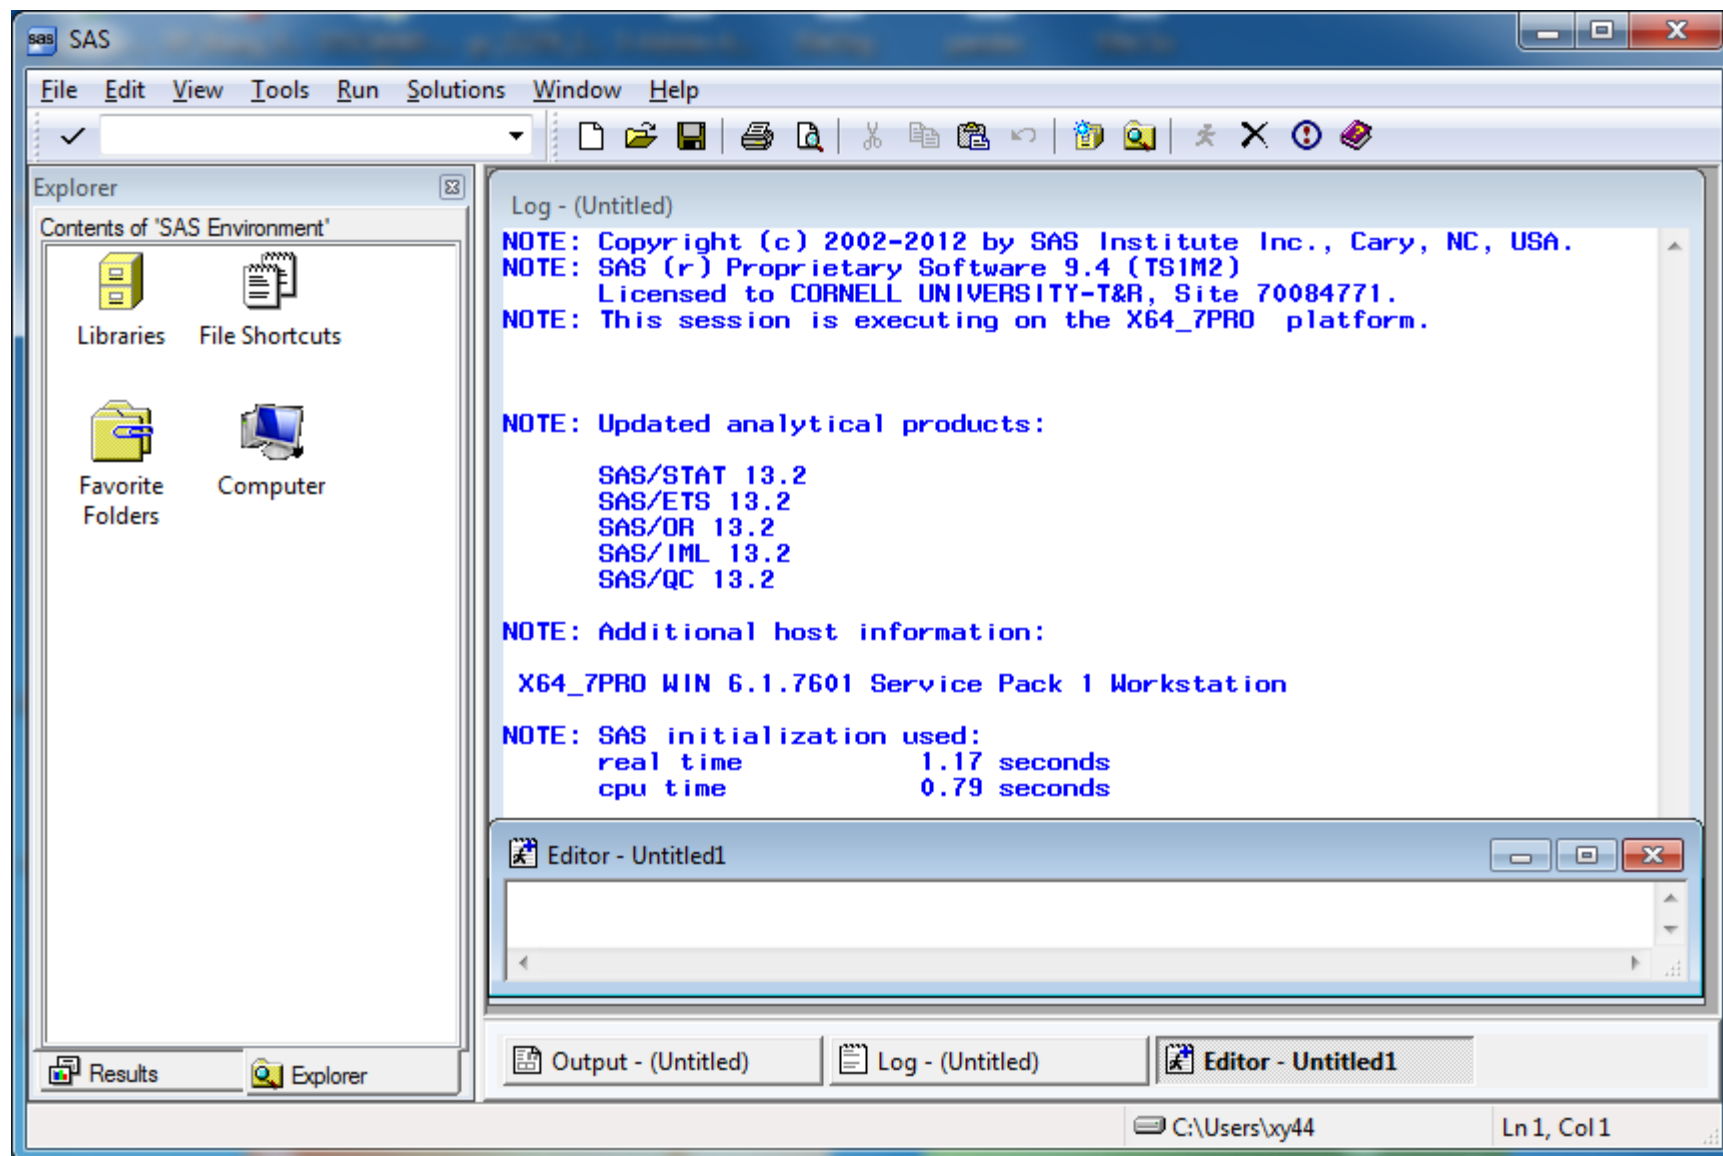 sas SAS
File Edit View Tools Run Solutions Window Help
Explorer
Contents of 'SAS Environment'
Libraries File Shortcuts
Favorite Folders
Computer
Results Explorer
Log - (Untitled)
NOTE: Copyright (c) 2002-2012 by SAS Institute Inc., Cary, NC, USA.
NOTE: SAS (r) Proprietary Software 9.4 (TS1M2)
Licensed to CORNELL UNIVERSITY-T&R, Site 70084771.
NOTE: This session is executing on the X64_7PRO platform.
NOTE: Updated analytical products:
SAS/STAT 13.2
SAS/ETS 13.2
SAS/OR 13.2
SAS/IML 13.2
SAS/QC 13.2
NOTE: Additional host information:
X64_7PRO WIN 6.1.7601 Service Pack 1 Workstation
NOTE: SAS initialization used:
real time 1.17 seconds
cpu time 0.79 seconds
Editor - Untitled1
Output - (Untitled) Log - (Untitled) Editor - Untitled1
C:\Users\xy44 Ln 1, Col 1